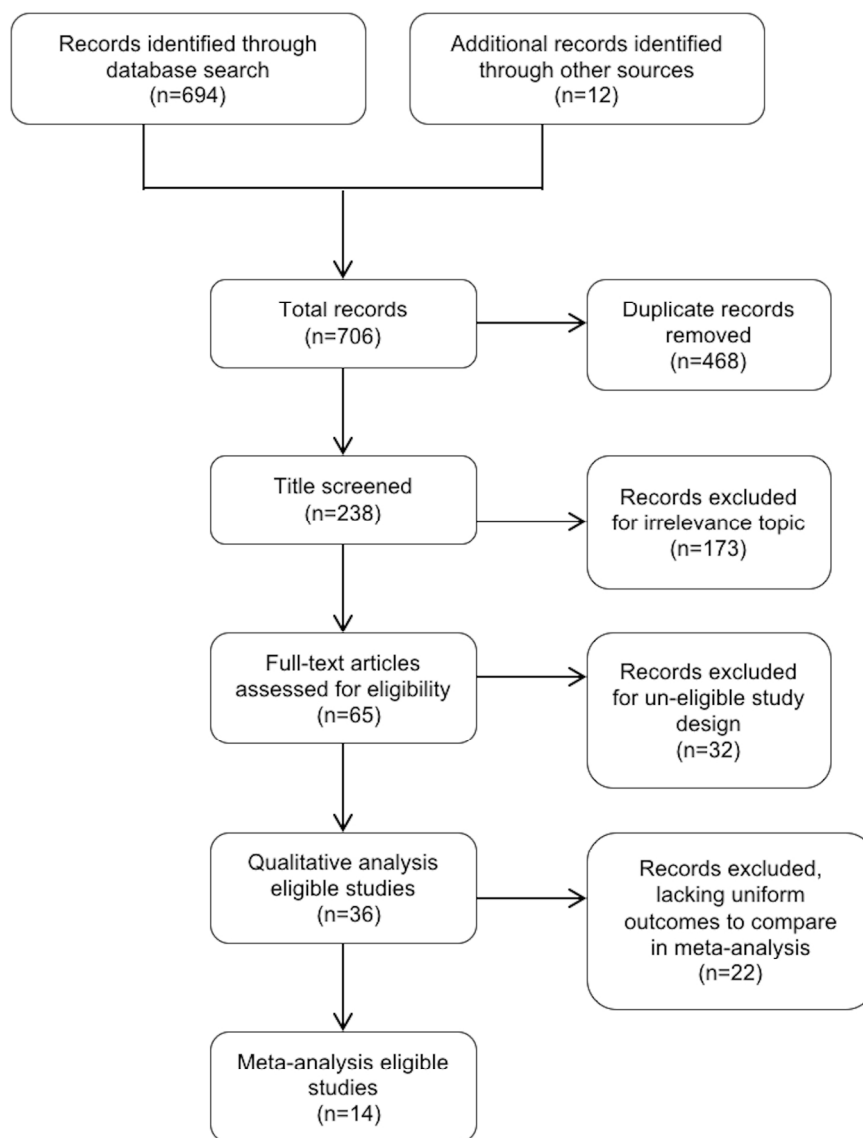 Records identified through
database search
(n=694)
Additional records identified
through other sources
(n=12)
Total records
(n=706)
Duplicate records
removed
(n=468)
Title screened
(n=238)
Records excluded
for irrelevance topic
(n=173)
Full-text articles
assessed for eligibility
(n=65)
Records excluded
for un-eligible study
design
(n=32)
Qualitative analysis
eligible studies
(n=36)
Records excluded,
lacking uniform
outcomes to compare
in meta-analysis
(n=22)
Meta-analysis eligible
studies
(n=14)